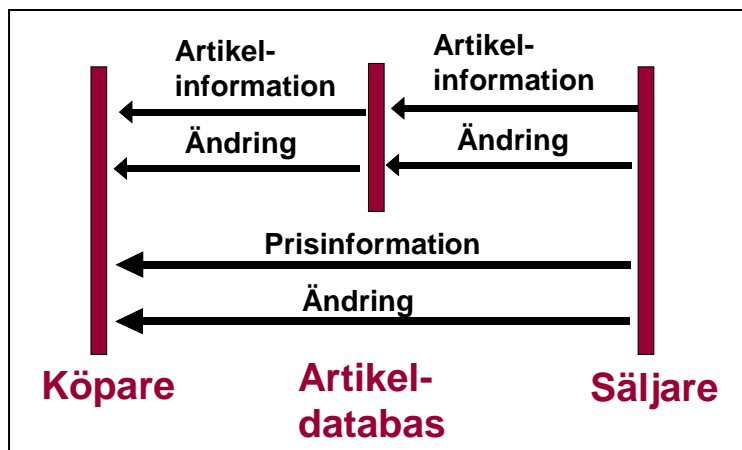 Artikel-
information
Artikel-
information
Ändring
Ändring
Prisinformation
Ändring
Köpare
Artikel-
databas
Säljare